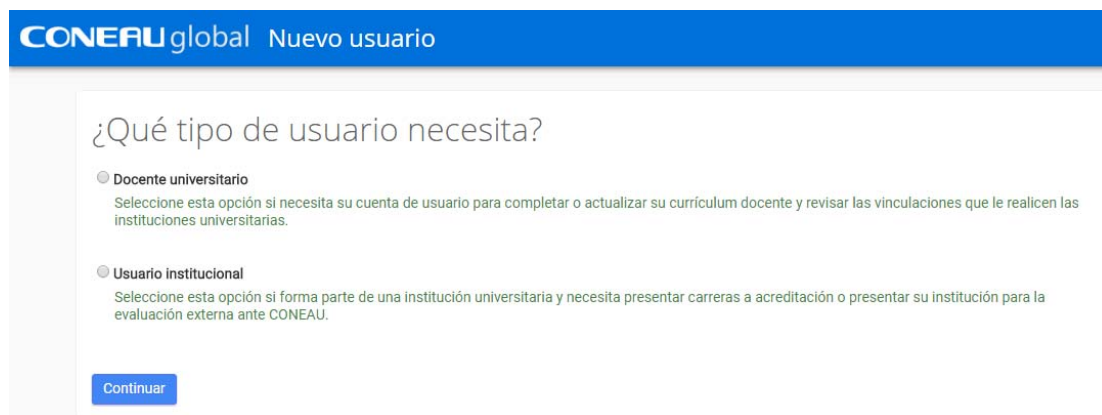 CONEAU global Nuevo usuario
¿Qué tipo de usuario necesita?
Docente universitario
Seleccione esta opción si necesita su cuenta de usuario para completar o actualizar su currículum docente y revisar las vinculaciones que le realicen las
instituciones universitarias.
Usuario institucional
Seleccione esta opción si forma parte de una institución universitaria y necesita presentar carreras a acreditación o presentar su institución para la
evaluación externa ante CONEAU.
Continuar